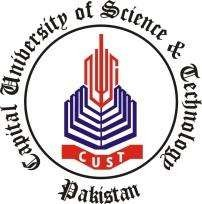 Capital University of Science & Technology
CUST
Pakistan